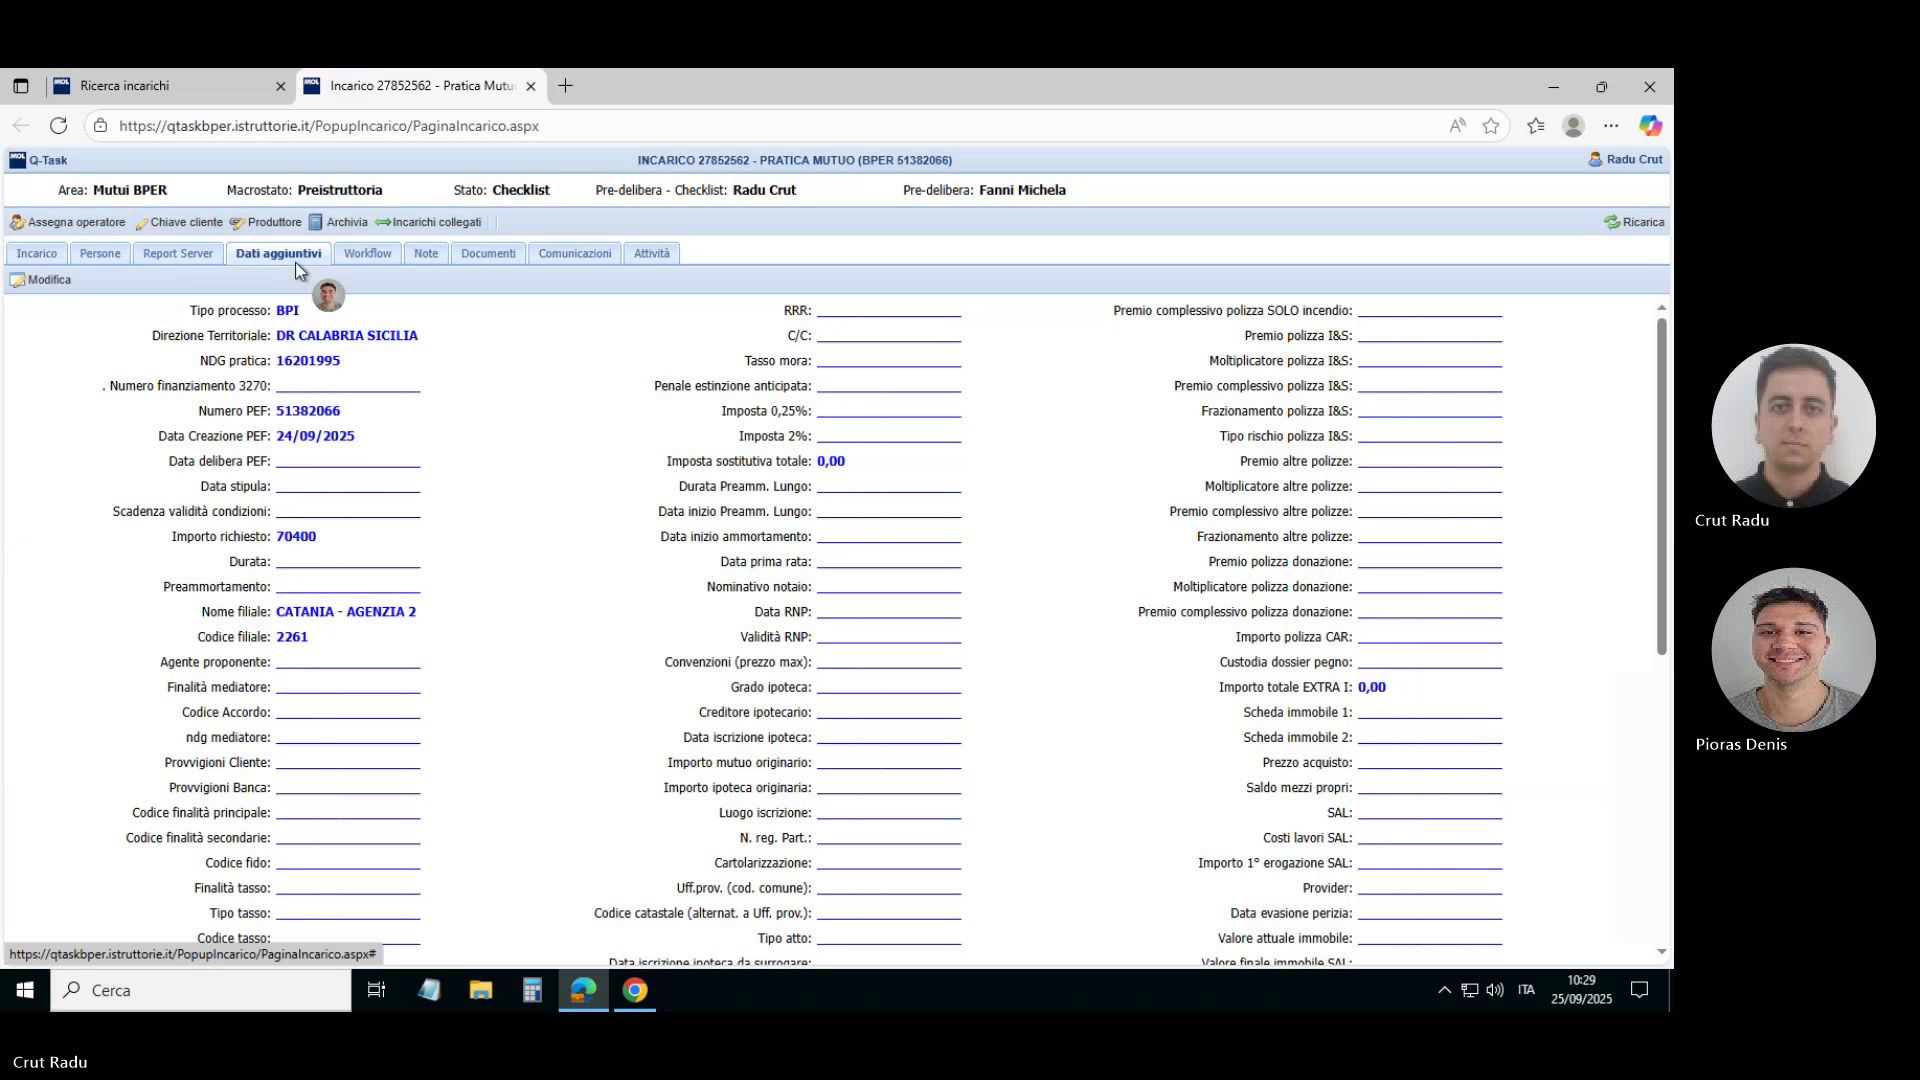 Ricerca incarichi
Incarico 27852562 - Pratica Mutu
https://qtaskbper.istruttorie.it/PopupIncarico/PaginaIncarico.aspx
Q-Task
INCARICO 27852562 - PRATICA MUTUO (BPER 51382066)
Radu Crut
Area: Mutui BPER
Macrostato: Preistruttoria
Stato: Checklist
Pre-delibera - Checklist: Radu Crut
Pre-delibera: Fanni Michela
Assegna operatore
Chiave cliente
Produttore
Archivia
Incarichi collegati
Ricarica
Incarico
Persone
Report Server
Dati aggiuntivi
Workflow
Note
Documenti
Comunicazioni
Attività
Modifica
Tipo processo: BPI
Direzione Territoriale: DR CALABRIA SICILIA
NDG pratica: 16201995
. Numero finanziamento 3270:
Numero PEF: 51382066
Data Creazione PEF: 24/09/2025
Data delibera PEF:
Data stipula:
Scadenza validità condizioni:
Importo richiesto: 70400
Durata:
Preammortamento:
Nome filiale: CATANIA - AGENZIA 2
Codice filiale: 2261
Agente proponente:
Finalità mediatore:
Codice Accordo:
ndg mediatore:
Provvigioni Cliente:
Provvigioni Banca:
Codice finalità principale:
Codice finalità secondarie:
Codice fido:
Finalità tasso:
Tipo tasso:
Codice tasso:
RRR:
C/C:
Tasso mora:
Penale estinzione anticipata:
Imposta 0,25%:
Imposta 2%:
Imposta sostitutiva totale: 0,00
Durata Preamm. Lungo:
Data inizio Preamm. Lungo:
Data inizio ammortamento:
Data prima rata:
Nominativo notaio:
Data RNP:
Validità RNP:
Convenzioni (prezzo max):
Grado ipoteca:
Creditore ipotecario:
Data iscrizione ipoteca:
Importo mutuo originario:
Importo ipoteca originaria:
Luogo iscrizione:
N. reg. Part.:
Cartolarizzazione:
Uff.prov. (cod. comune):
Codice catastale (alternat. a Uff. prov.):
Tipo atto:
Data iscrizione ipoteca da surrogare:
Premio complessivo polizza SOLO incendio:
Premio polizza I&S:
Moltiplicatore polizza I&S:
Premio complessivo polizza I&S:
Frazionamento polizza I&S:
Tipo rischio polizza I&S:
Premio altre polizze:
Moltiplicatore altre polizze:
Premio complessivo altre polizze:
Frazionamento altre polizze:
Premio polizza donazione:
Moltiplicatore polizza donazione:
Premio complessivo polizza donazione:
Importo polizza CAR:
Custodia dossier pegno:
Importo totale EXTRA I: 0,00
Scheda immobile 1:
Scheda immobile 2:
Prezzo acquisto:
Saldo mezzi propri:
SAL:
Costi lavori SAL:
Importo 1° erogazione SAL:
Provider:
Data evasione perizia:
Valore attuale immobile:
Valore finale immobile SAL:
https://qtaskbper.istruttorie.it/PopupIncarico/PaginaIncarico.aspx#
Cerca
ITA
10:29
25/09/2025
Crut Radu
Pioras Denis
Crut Radu